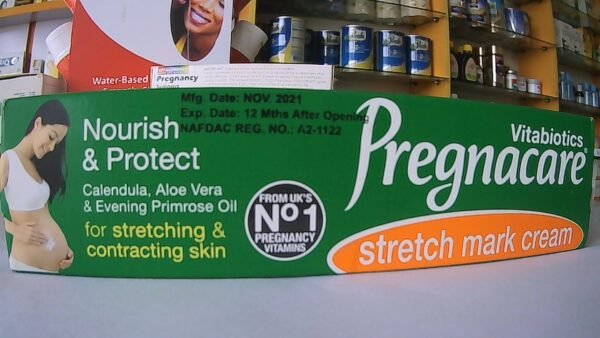 Water-Based
Pregnancy
Mfg. Date: NOV. 2021
Exp. Date: 12 Mths After Opening
NAFDAC REG. NO.: A2-1122
Nourish
& Protect
Calendula, Aloe Vera
& Evening Primrose Oil
for stretching &
contracting skin
FROM UK'S
Nº1
PREGNANCY
VITAMINS
Vitabiotics
Pregnacare®
stretch mark cream